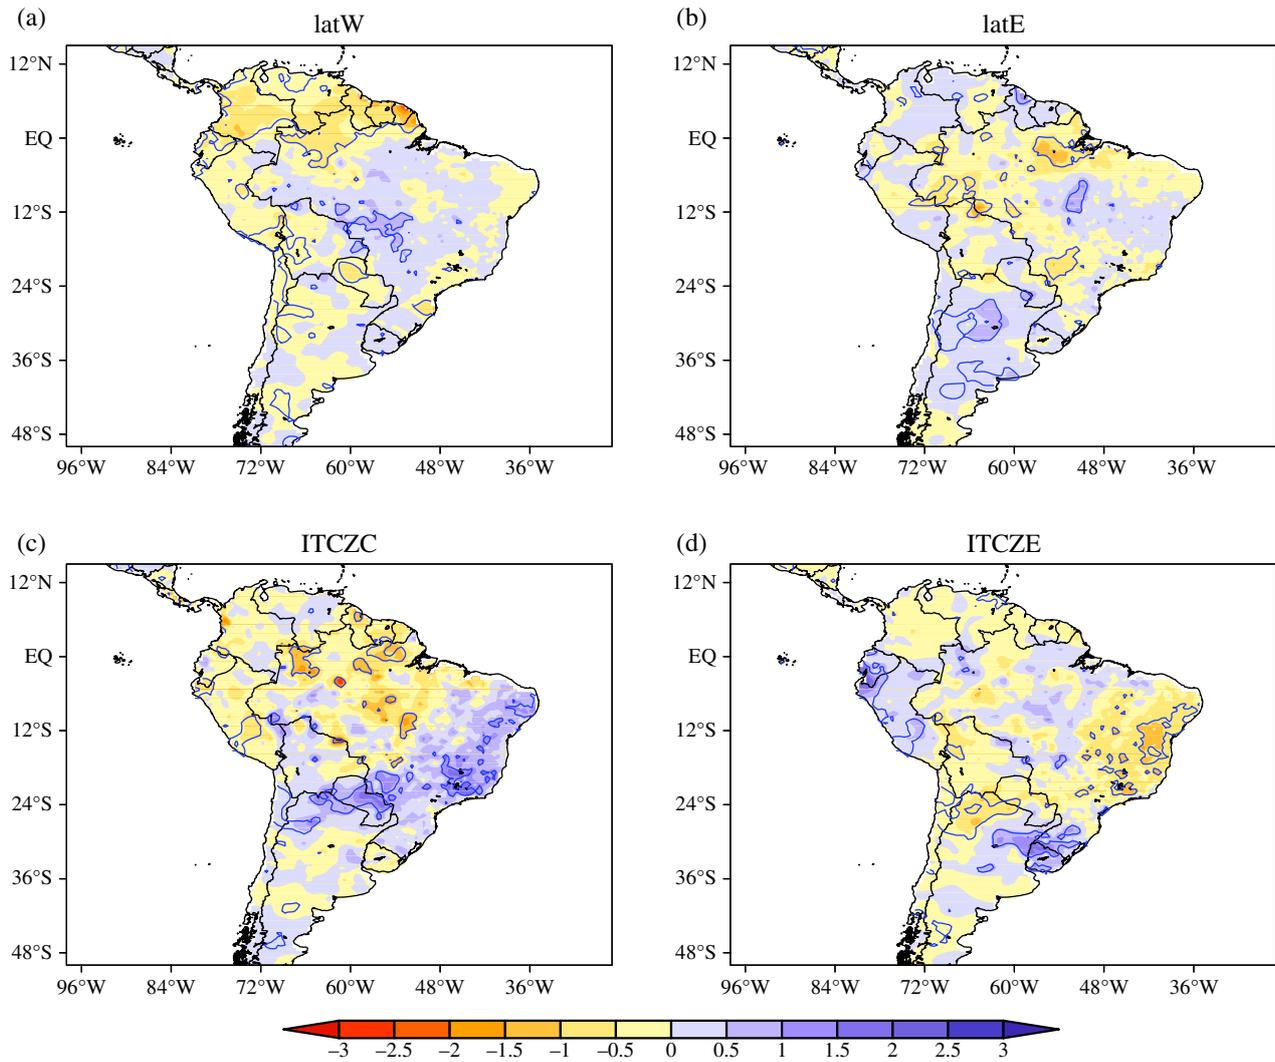 (a)
latW
12°N
EQ
12°S
24°S
36°S
48°S
96°W 84°W 72°W 60°W 48°W 36°W
(b)
latE
12°N
EQ
12°S
24°S
36°S
48°S
96°W 84°W 72°W 60°W 48°W 36°W
(c)
ITCZC
12°N
EQ
12°S
24°S
36°S
48°S
96°W 84°W 72°W 60°W 48°W 36°W
(d)
ITCZE
12°N
EQ
12°S
24°S
36°S
48°S
96°W 84°W 72°W 60°W 48°W 36°W
−3 −2.5 −2 −1.5 −1 −0.5 0 0.5 1 1.5 2 2.5 3